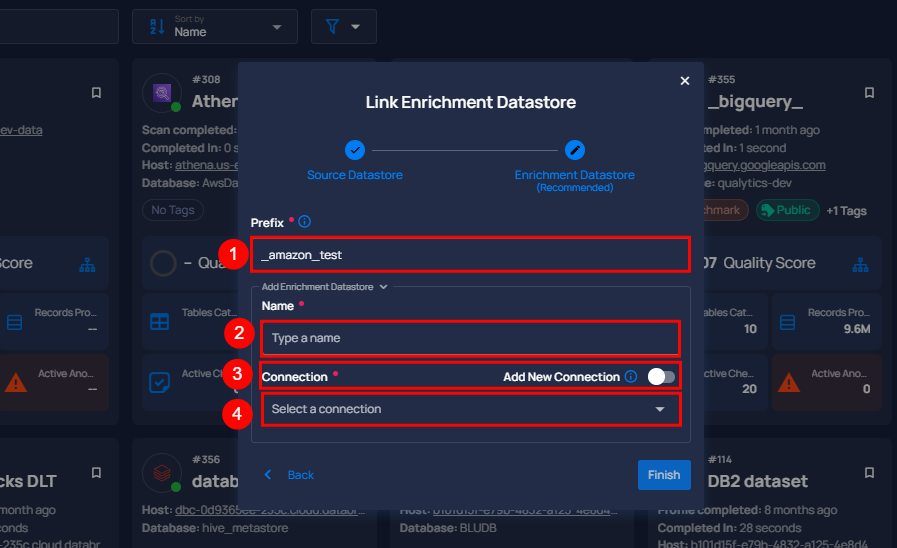 Sort by
Name
#308
Athen
ev-data
Scan completed:
Completed In: 0 s
Host: athena.us-e
Database: AwsDa
No Tags
#355
_bigquery_
mpleted: 1 month ago
ed In: 1 second
gquery.googleapis.com
e: qualytics-dev
chmark
Public
+1 Tags
Link Enrichment Datastore
Source Datastore
Enrichment Datastore
(Recommended)
Prefix *
1
_amazon_test
Add Enrichment Datastore
Name *
2
Type a name
3
Connection *
Add New Connection
4
Select a connection
Back
Finish
core
– Qua
07 Quality Score
Records Pro...
--
Tables Cat
ables Cat...
10
Records Pro...
9.6M
Active Ano...
--
Active Ch
ctive Che...
20
Active Ano...
0
cks DLT
month ago
conds
-235c.cloud.databr
#356
datab
Host: dbc-0d9365ee-235c.cloud.databr...
Database: hive_metastore
Host: b101d15f-e79b-4832-a125-4e8d4...
Database: BLUDB
#114
DB2 dataset
Profile completed: 8 months ago
Completed In: 28 seconds
Host: b101d15f-e79b-4832-a125-4e8d4